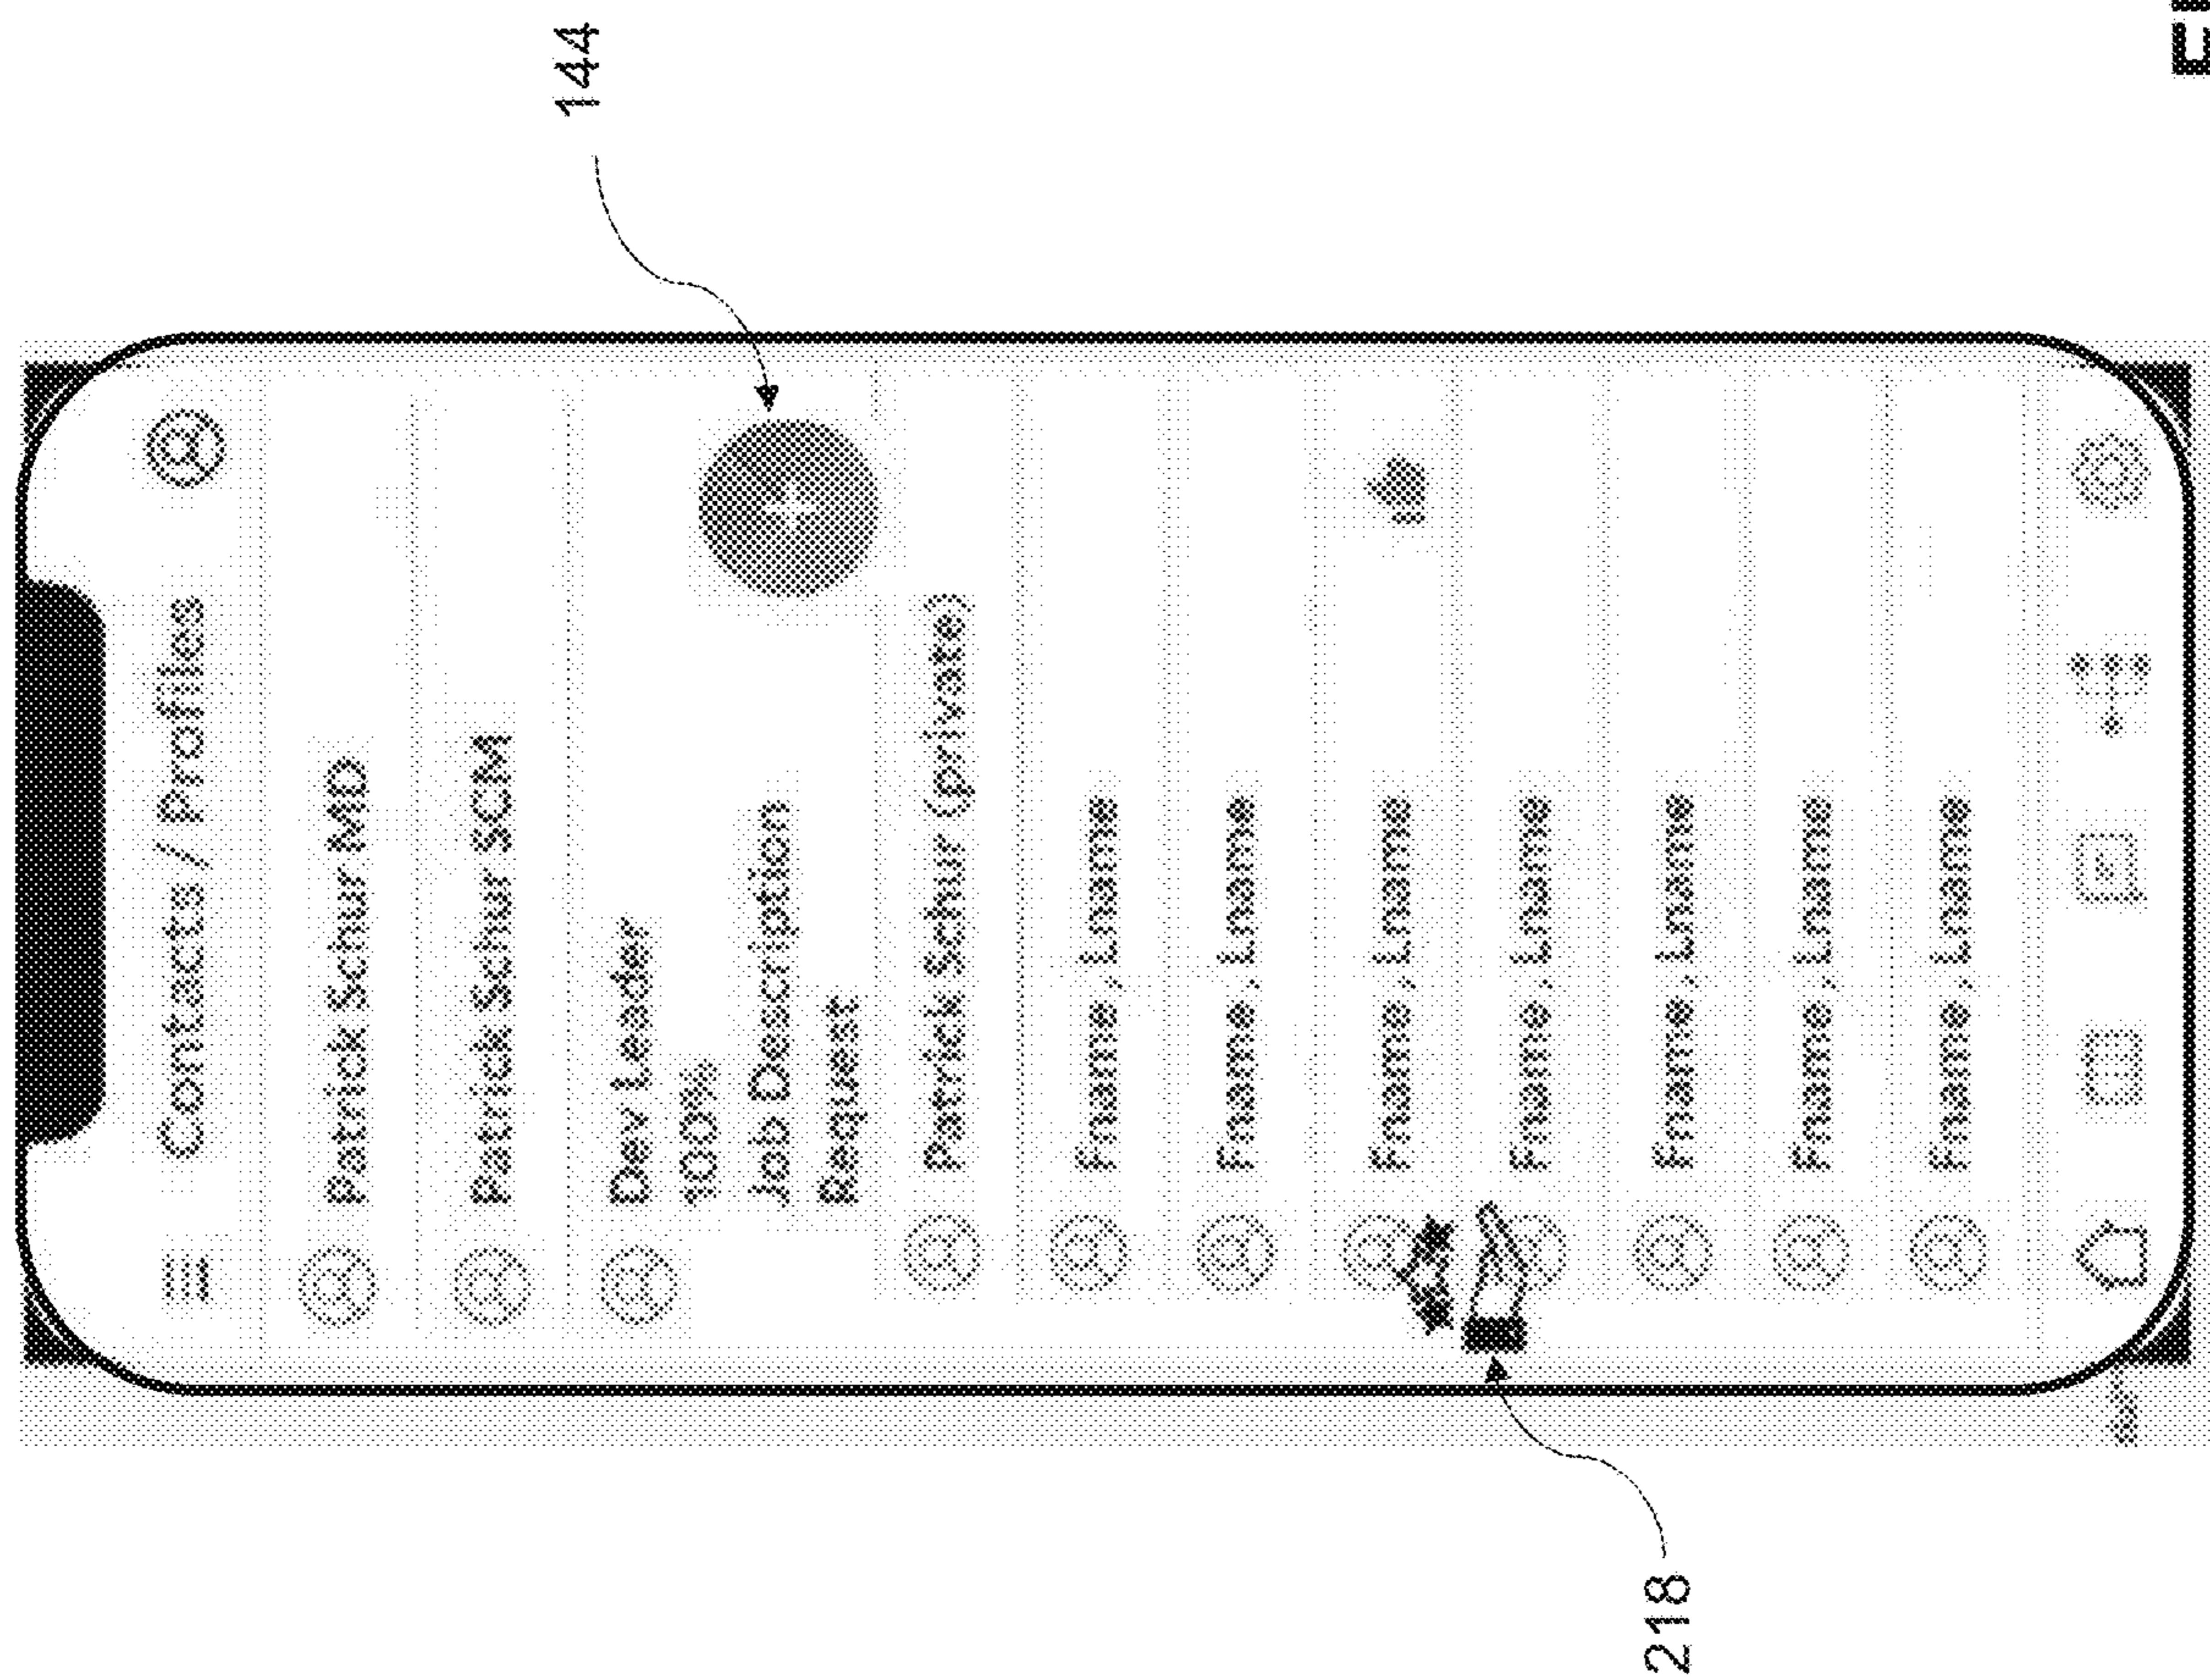 144
Contacts / Profiles
Patrick Schur MD
Patrick Schur SCM
Dev Leader
100%
Job Description
Request
Patrick Schur (private)
Fname, Lname
Fname, Lname
Fname, Lname
Fname, Lname
Fname, Lname
Fname, Lname
Fname, Lname
218